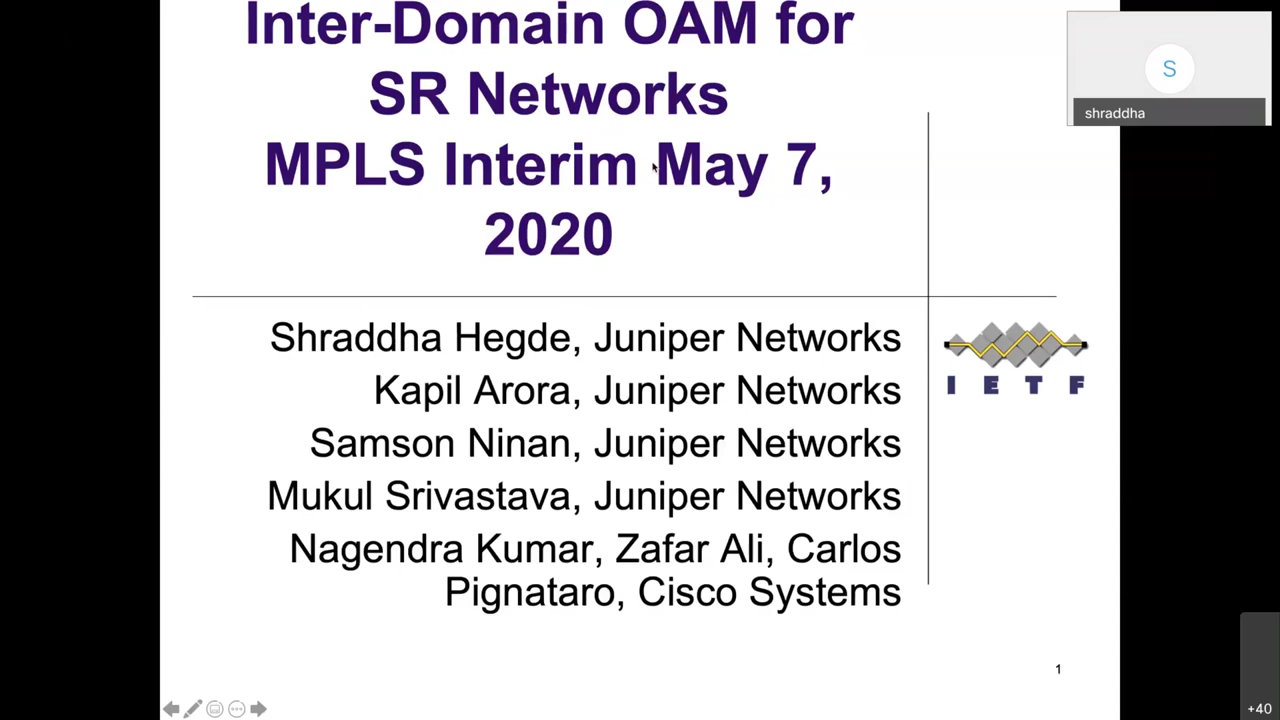 Inter-Domain OAM for
SR Networks
MPLS Interim May 7,
2020
S
shraddha
Shraddha Hegde, Juniper Networks
Kapil Arora, Juniper Networks
Samson Ninan, Juniper Networks
Mukul Srivastava, Juniper Networks
Nagendra Kumar, Zafar Ali, Carlos
Pignataro, Cisco Systems
I E T F
1
+40